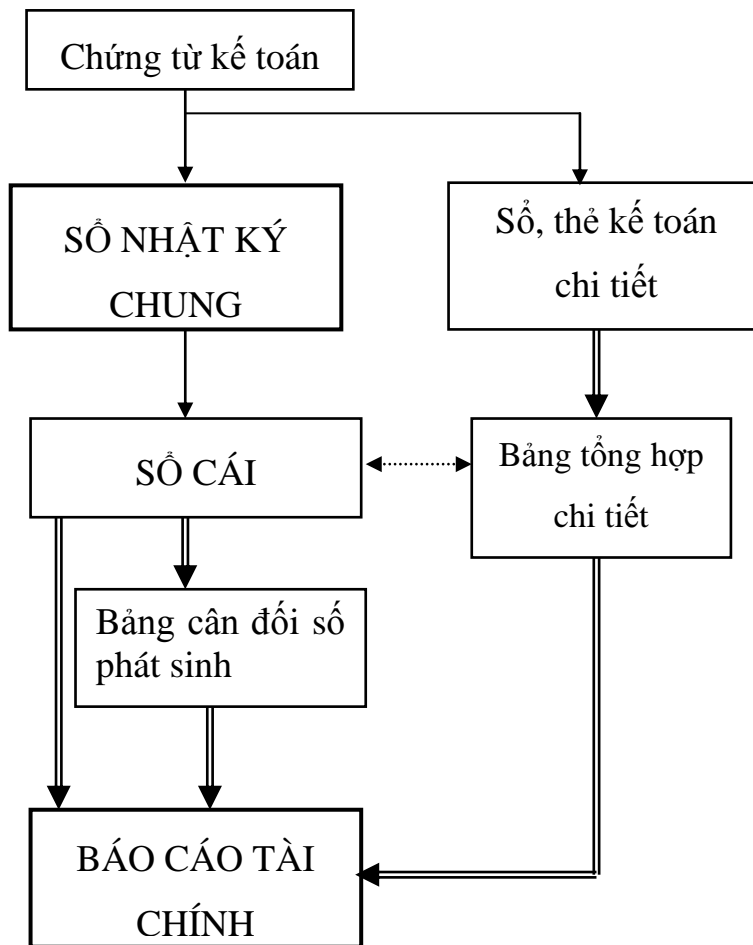 Chứng từ kế toán
SỔ NHẬT KÝ
CHUNG
Sổ, thẻ kế toán
chi tiết
SỔ CÁI
Bảng tổng hợp
chi tiết
Bảng cân đối số
phát sinh
BÁO CÁO TÀI
CHÍNH